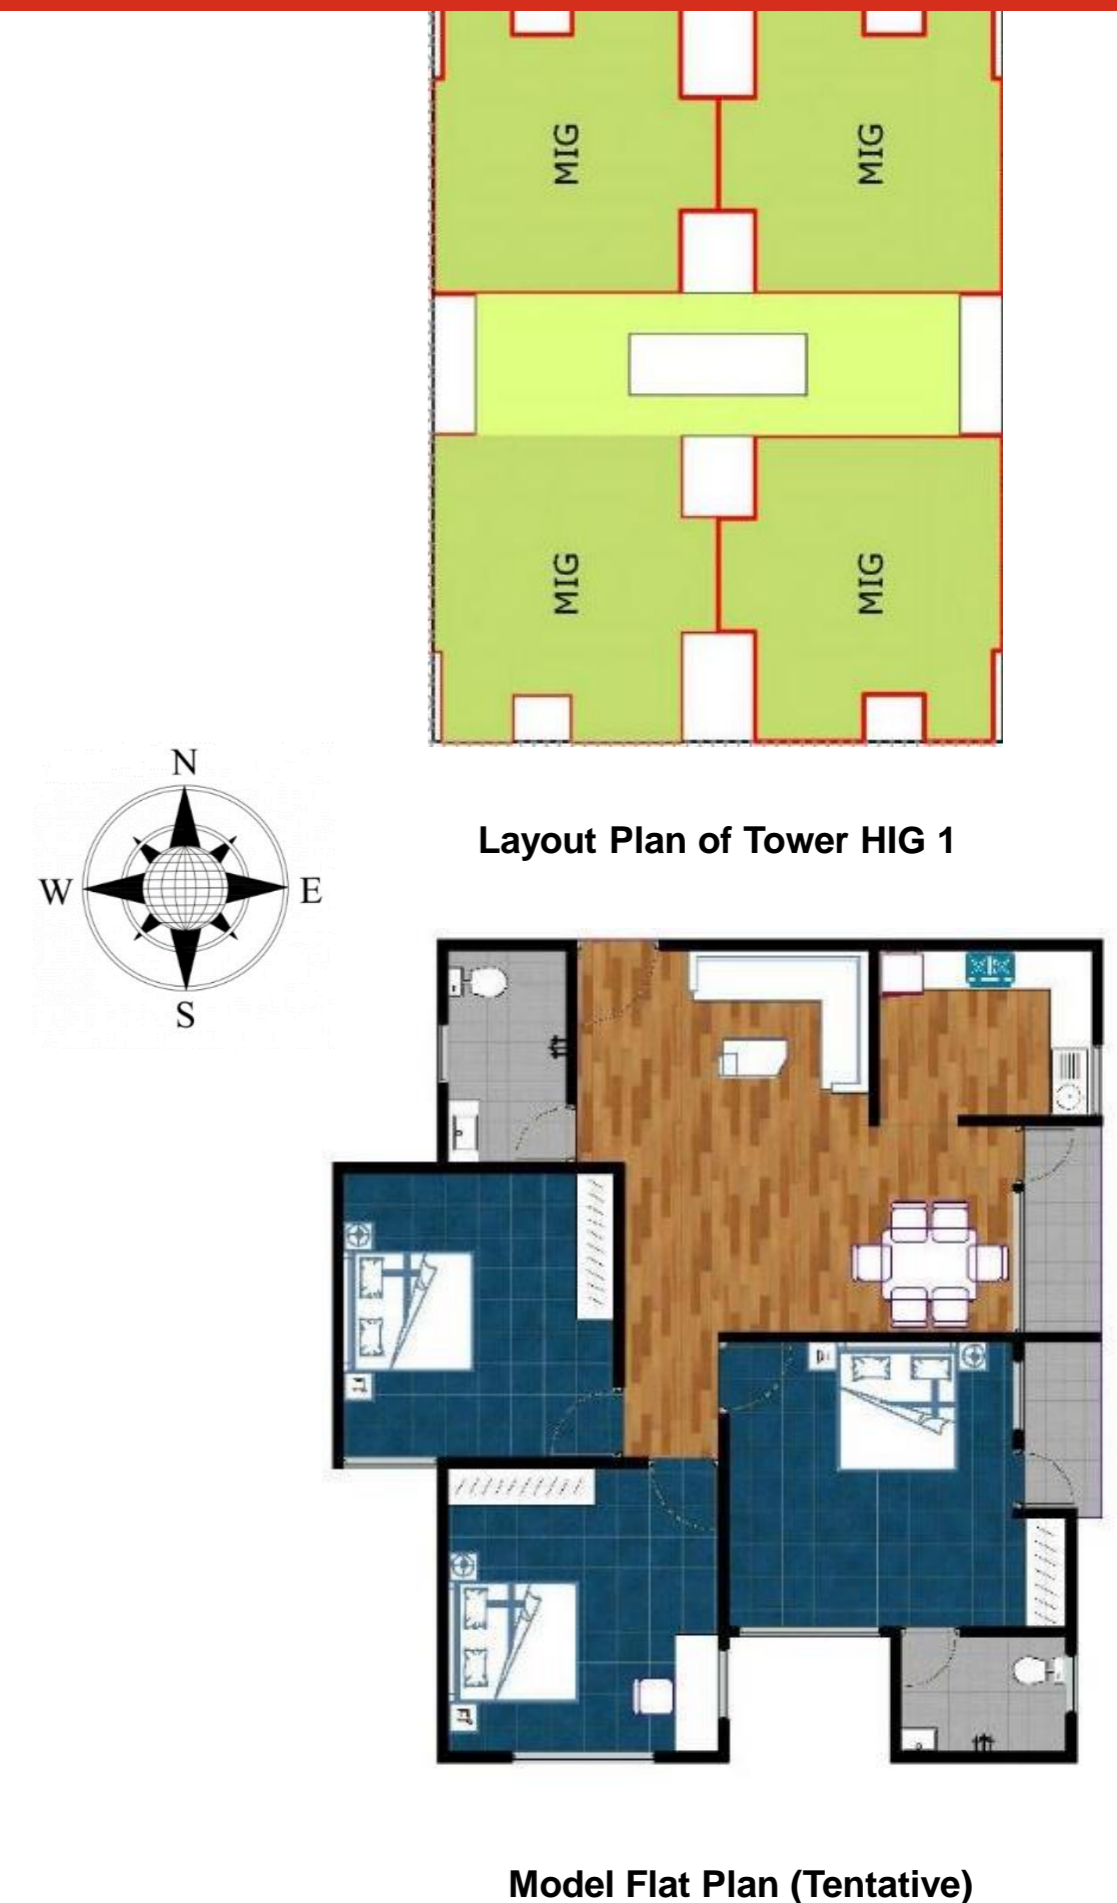 MIG
MIG
MIG
MIG
N
W
E
S
Layout Plan of Tower HIG 1
Model Flat Plan (Tentative)